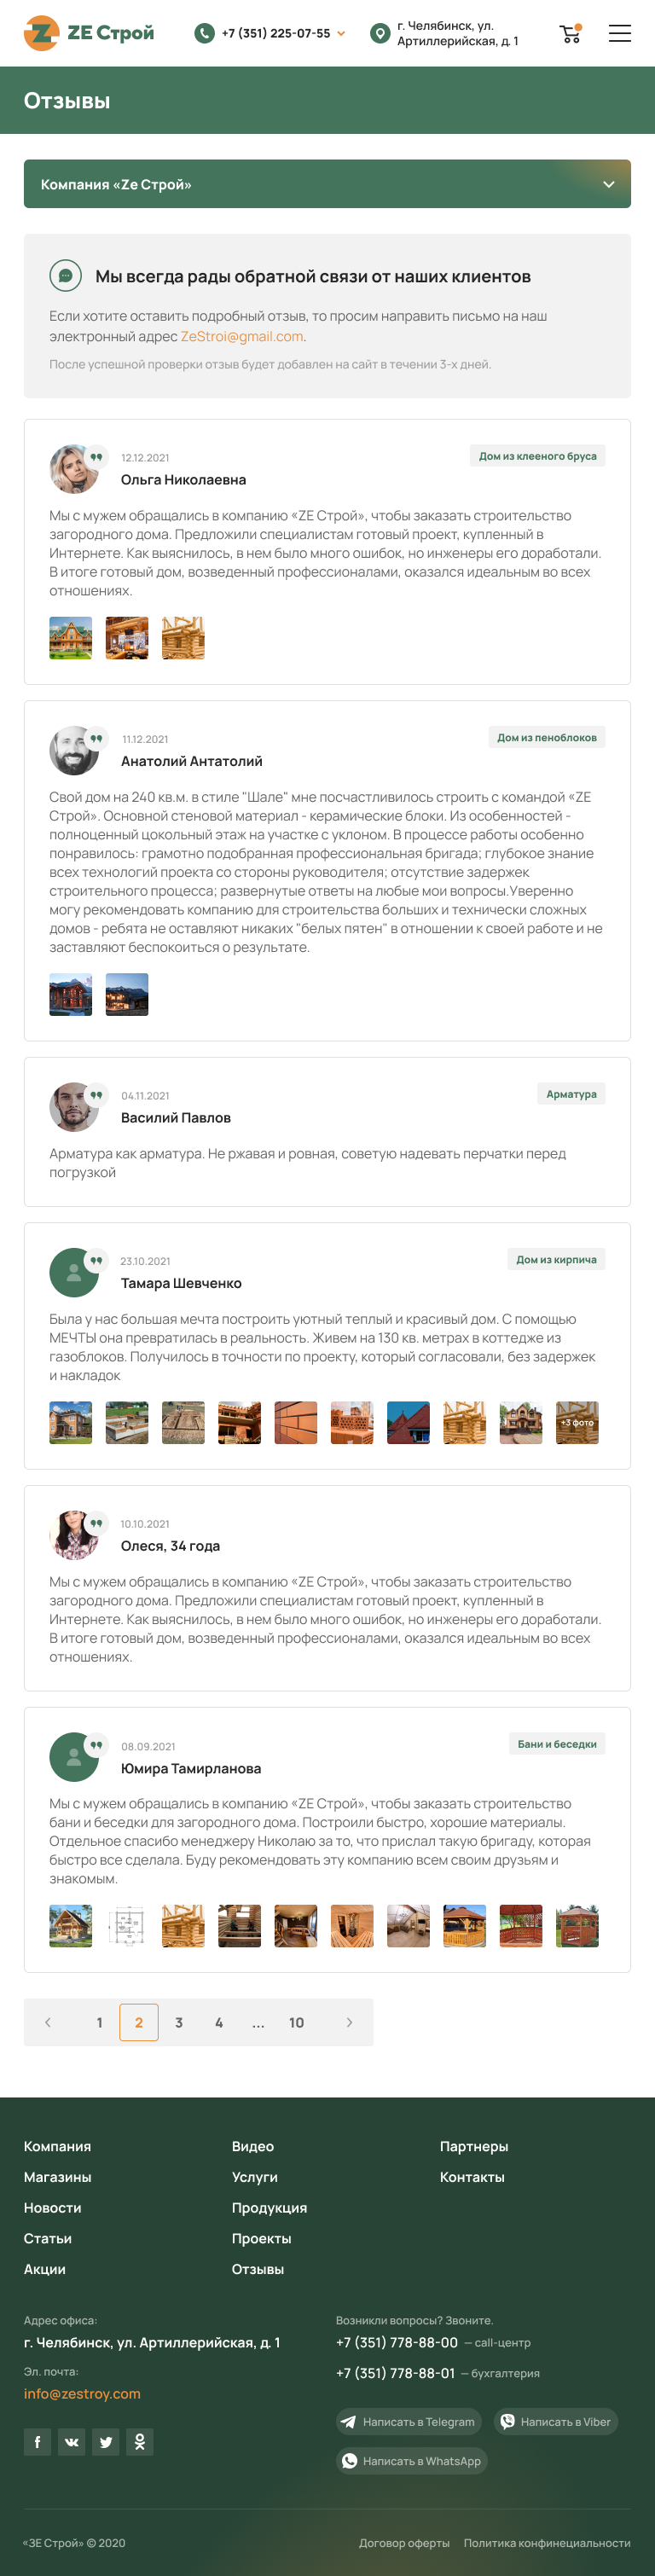 ZE Строй
+7 (351) 225-07-55
г. Челябинск, ул.
Артиллерийская, д. 1
Отзывы
Компания «Ze Строй»
Мы всегда рады обратной связи от наших клиентов
Если хотите оставить подробный отзыв, то просим направить письмо на наш
электронный адрес ZeStroi@gmail.com.
После успешной проверки отзыв будет добавлен на сайт в течении 3-х дней.
12.12.2021
Дом из клееного бруса
Ольга Николаевна
Мы с мужем обращались в компанию «ZE Строй», чтобы заказать строительство
загородного дома. Предложили специалистам готовый проект, купленный в
Интернете. Как выяснилось, в нем было много ошибок, но инженеры его доработали.
В итоге готовый дом, возведенный профессионалами, оказался идеальным во всех
отношениях.
11.12.2021
Дом из пеноблоков
Анатолий Антатолий
Свой дом на 240 кв.м. в стиле "Шале" мне посчастливилось строить с командой «ZE
Строй». Основной стеновой материал - керамические блоки. Из особенностей -
полноценный цокольный этаж на участке с уклоном. В процессе работы особенно
понравилось: грамотно подобранная профессиональная бригада; глубокое знание
всех технологий проекта со стороны руководителя; отсутствие задержек
строительного процесса; развернутые ответы на любые мои вопросы.Уверенно
могу рекомендовать компанию для строительства больших и технически сложных
домов - ребята не оставляют никаких "белых пятен" в отношении к своей работе и не
заставляют беспокоиться о результате.
04.11.2021
Арматура
Василий Павлов
Арматура как арматура. Не ржавая и ровная, советую надевать перчатки перед
погрузкой
23.10.2021
Дом из кирпича
Тамара Шевченко
Была у нас большая мечта построить уютный теплый и красивый дом. С помощью
МЕЧТЫ она превратилась в реальность. Живем на 130 кв. метрах в коттедже из
газоблоков. Получилось в точности по проекту, который согласовали, без задержек
и накладок
+3 фото
10.10.2021
Олеся, 34 года
Мы с мужем обращались в компанию «ZE Строй», чтобы заказать строительство
загородного дома. Предложили специалистам готовый проект, купленный в
Интернете. Как выяснилось, в нем было много ошибок, но инженеры его доработали.
В итоге готовый дом, возведенный профессионалами, оказался идеальным во всех
отношениях.
08.09.2021
Бани и беседки
Юмира Тамирланова
Мы с мужем обращались в компанию «ZE Строй», чтобы заказать строительство
бани и беседки для загородного дома. Построили быстро, хорошие материалы.
Отдельное спасибо менеджеру Николаю за то, что прислал такую бригаду, которая
быстро все сделала. Буду рекомендовать эту компанию всем своим друзьям и
знакомым.
1 2 3 4 ... 10
Компания
Видео
Партнеры
Магазины
Услуги
Контакты
Новости
Продукция
Статьи
Проекты
Акции
Отзывы
Адрес офиса:
г. Челябинск, ул. Артиллерийская, д. 1
Эл. почта:
info@zestroy.com
Возникли вопросы? Звоните.
+7 (351) 778-88-00 — call-центр
+7 (351) 778-88-01 — бухгалтерия
Написать в Telegram
Написать в Viber
Написать в WhatsApp
«ЗЕ Строй» © 2020
Договор оферты
Политика конфинециальности